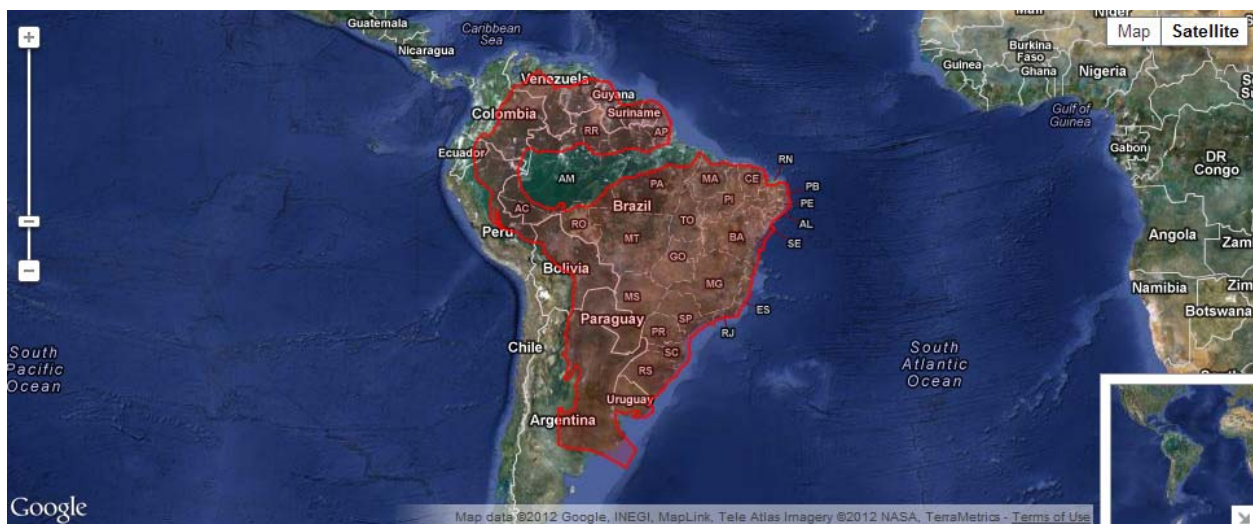 Guatemala
Caribbean
Sea
Nicaragua
Niger
Map
Satellite
Burkina
Faso
Guinea
Ghana
Nigeria
Gulf of
Guinea
Gabon
DR
Congo
Venezuela
Guyana
Colombia
Suriname
RR
AP
Ecuador
AM
PA
MA
CE
RN
PI
PB
PE
Brazil
AC
TO
AL
RO
Peru
MT
BA
SE
Angola
Zam
GO
Bolivia
MG
Namibia
Zim
Botswana
MS
ES
Paraguay
SP
PR
RJ
Chile
SC
RS
South
Pacific
Ocean
South
Atlantic
Ocean
Uruguay
Argentina
Google
Map data ©2012 Google, INEGI, MapLink, Tele Atlas Imagery ©2012 NASA, TerraMetrics - Terms of Use